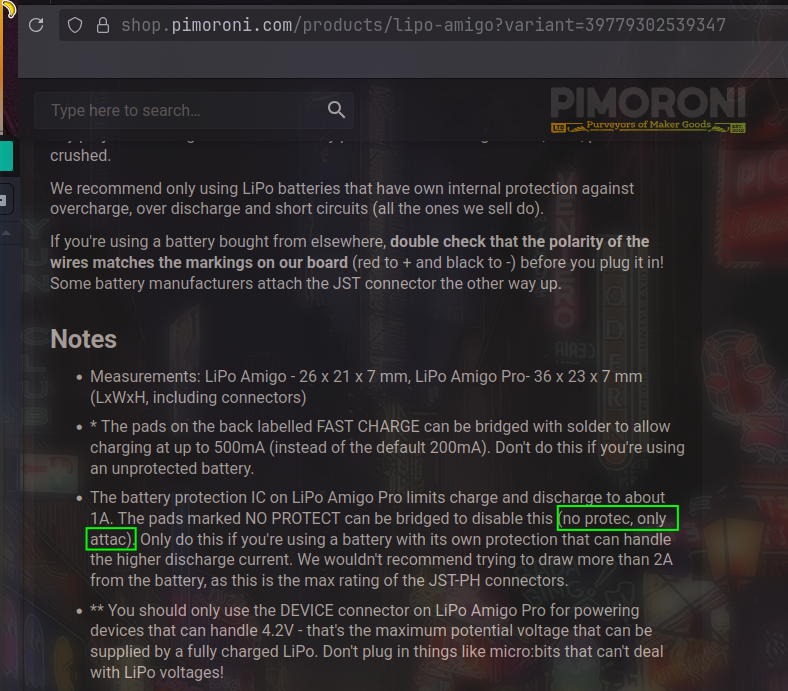 shop.pimoroni.com/products/lipo-amigo?variant=39779302539347
Type here to search...
PIMORONI
Purveyors of Maker Goods
crushed.
We recommend only using LiPo batteries that have own internal protection against
overcharge, over discharge and short circuits (all the ones we sell do).
If you're using a battery bought from elsewhere, double check that the polarity of the
wires matches the markings on our board (red to + and black to -) before you plug it in!
Some battery manufacturers attach the JST connector the other way up.
Notes
• Measurements: LiPo Amigo - 26 x 21 x 7 mm, LiPo Amigo Pro- 36 x 23 x 7 mm
(LxWxH, including connectors)
• * The pads on the back labelled FAST CHARGE can be bridged with solder to allow
charging at up to 500mA (instead of the default 200mA). Don't do this if you're using
an unprotected battery.
• The battery protection IC on LiPo Amigo Pro limits charge and discharge to about
1A. The pads marked NO PROTECT can be bridged to disable this (no protec, only
attac). Only do this if you're using a battery with its own protection that can handle
the higher discharge current. We wouldn't recommend trying to draw more than 2A
from the battery, as this is the max rating of the JST-PH connectors.
• ** You should only use the DEVICE connector on LiPo Amigo Pro for powering
devices that can handle 4.2V - that's the maximum potential voltage that can be
supplied by a fully charged LiPo. Don't plug in things like micro:bits that can't deal
with LiPo voltages!